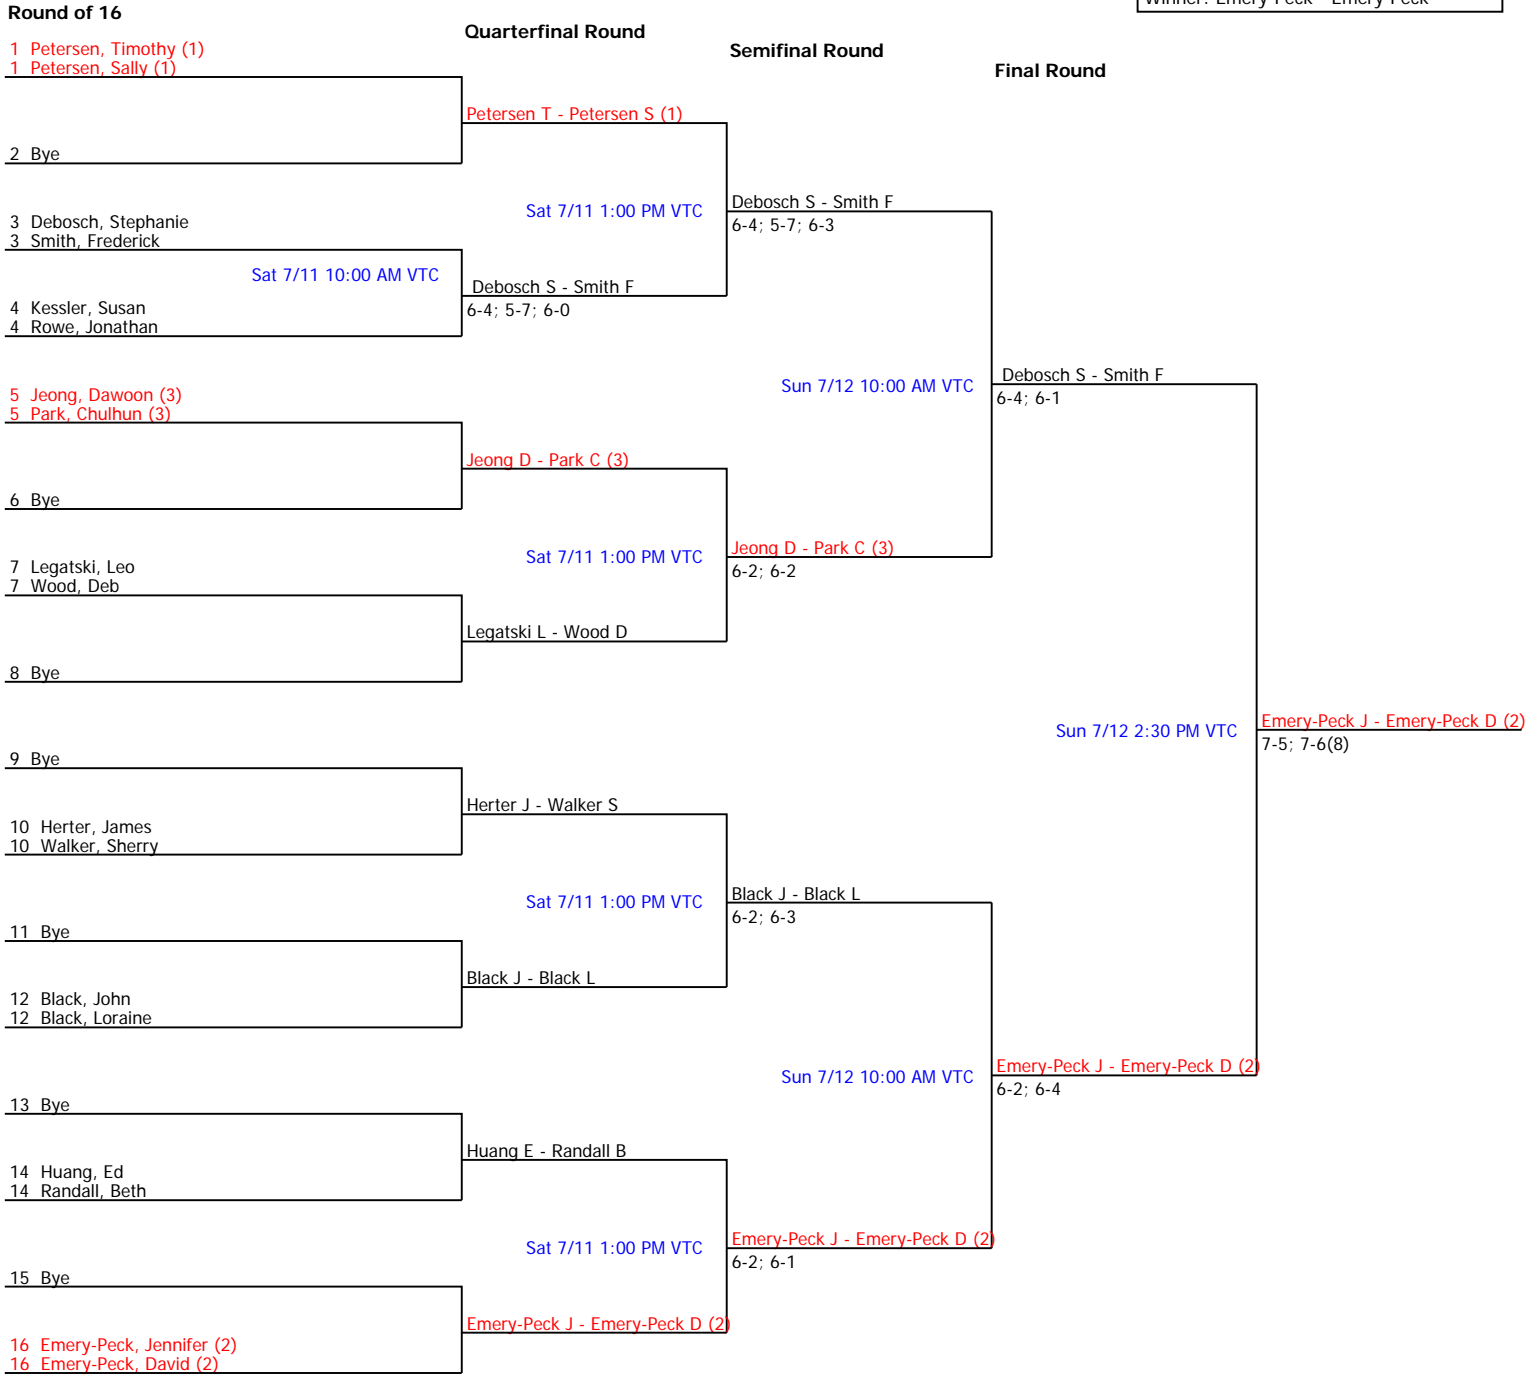 Winner: Emery-Peck - Emery-Peck
Round of 16
Quarterfinal Round
Semifinal Round
Final Round
1 Petersen, Timothy (1)
1 Petersen, Sally (1)
Petersen T - Petersen S (1)
2 Bye
Sat 7/11 1:00 PM VTC
Debosch S - Smith F
6-4; 5-7; 6-3
3 Debosch, Stephanie
3 Smith, Frederick
Sat 7/11 10:00 AM VTC
Debosch S - Smith F
6-4; 5-7; 6-0
4 Kessler, Susan
4 Rowe, Jonathan
Sun 7/12 10:00 AM VTC
Debosch S - Smith F
6-4; 6-1
5 Jeong, Dawoon (3)
5 Park, Chulhun (3)
Jeong D - Park C (3)
6 Bye
Sat 7/11 1:00 PM VTC
Jeong D - Park C (3)
6-2; 6-2
7 Legatski, Leo
7 Wood, Deb
Legatski L - Wood D
8 Bye
Sun 7/12 2:30 PM VTC
Emery-Peck J - Emery-Peck D (2)
7-5; 7-6(8)
9 Bye
Herter J - Walker S
10 Herter, James
10 Walker, Sherry
Sat 7/11 1:00 PM VTC
Black J - Black L
6-2; 6-3
11 Bye
Black J - Black L
12 Black, John
12 Black, Loraine
Sun 7/12 10:00 AM VTC
Emery-Peck J - Emery-Peck D (2)
6-2; 6-4
13 Bye
Huang E - Randall B
14 Huang, Ed
14 Randall, Beth
Sat 7/11 1:00 PM VTC
Emery-Peck J - Emery-Peck D (2)
6-2; 6-1
15 Bye
Emery-Peck J - Emery-Peck D (2)
16 Emery-Peck, Jennifer (2)
16 Emery-Peck, David (2)